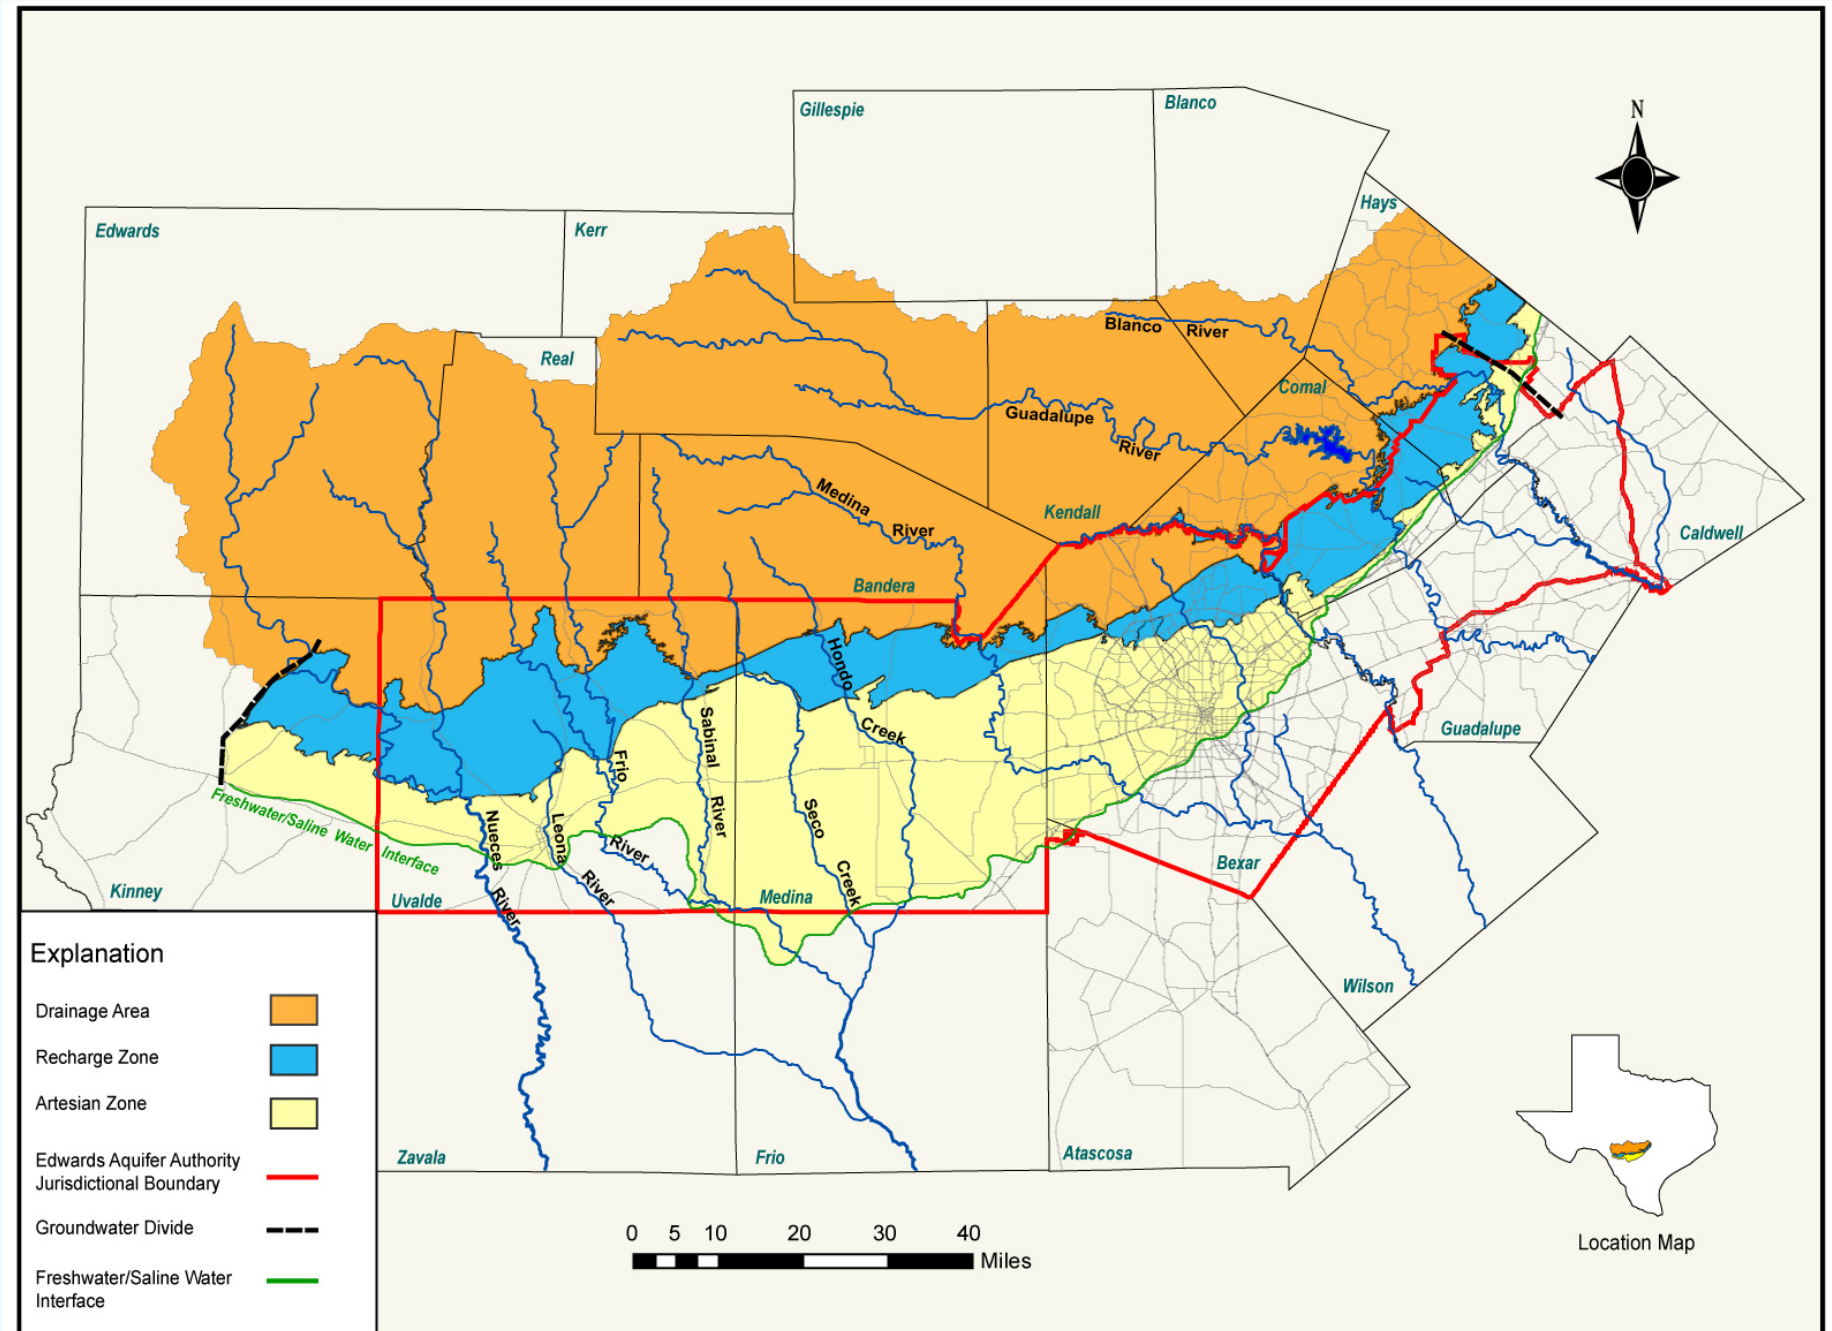 Gillespie
Blanco
N
Hays
Edwards
Kerr
Real
Blanco River
Comal
Guadalupe
River
Medina
River
Kendall
Caldwell
Bandera
Hondo
Creek
Sabinal
River
Frio
River
Guadalupe
Freshwater/Saline Water Interface
Nueces
River
Leona
River
Seco
Creek
Bexar
Kinney
Uvalde
Medina
Wilson
Zavala
Frio
Atascosa
Explanation
Drainage Area
Recharge Zone
Artesian Zone
Edwards Aquifer Authority
Jurisdictional Boundary
Groundwater Divide
Freshwater/Saline Water
Interface
0 5 10 20 30 40
Miles
Location Map